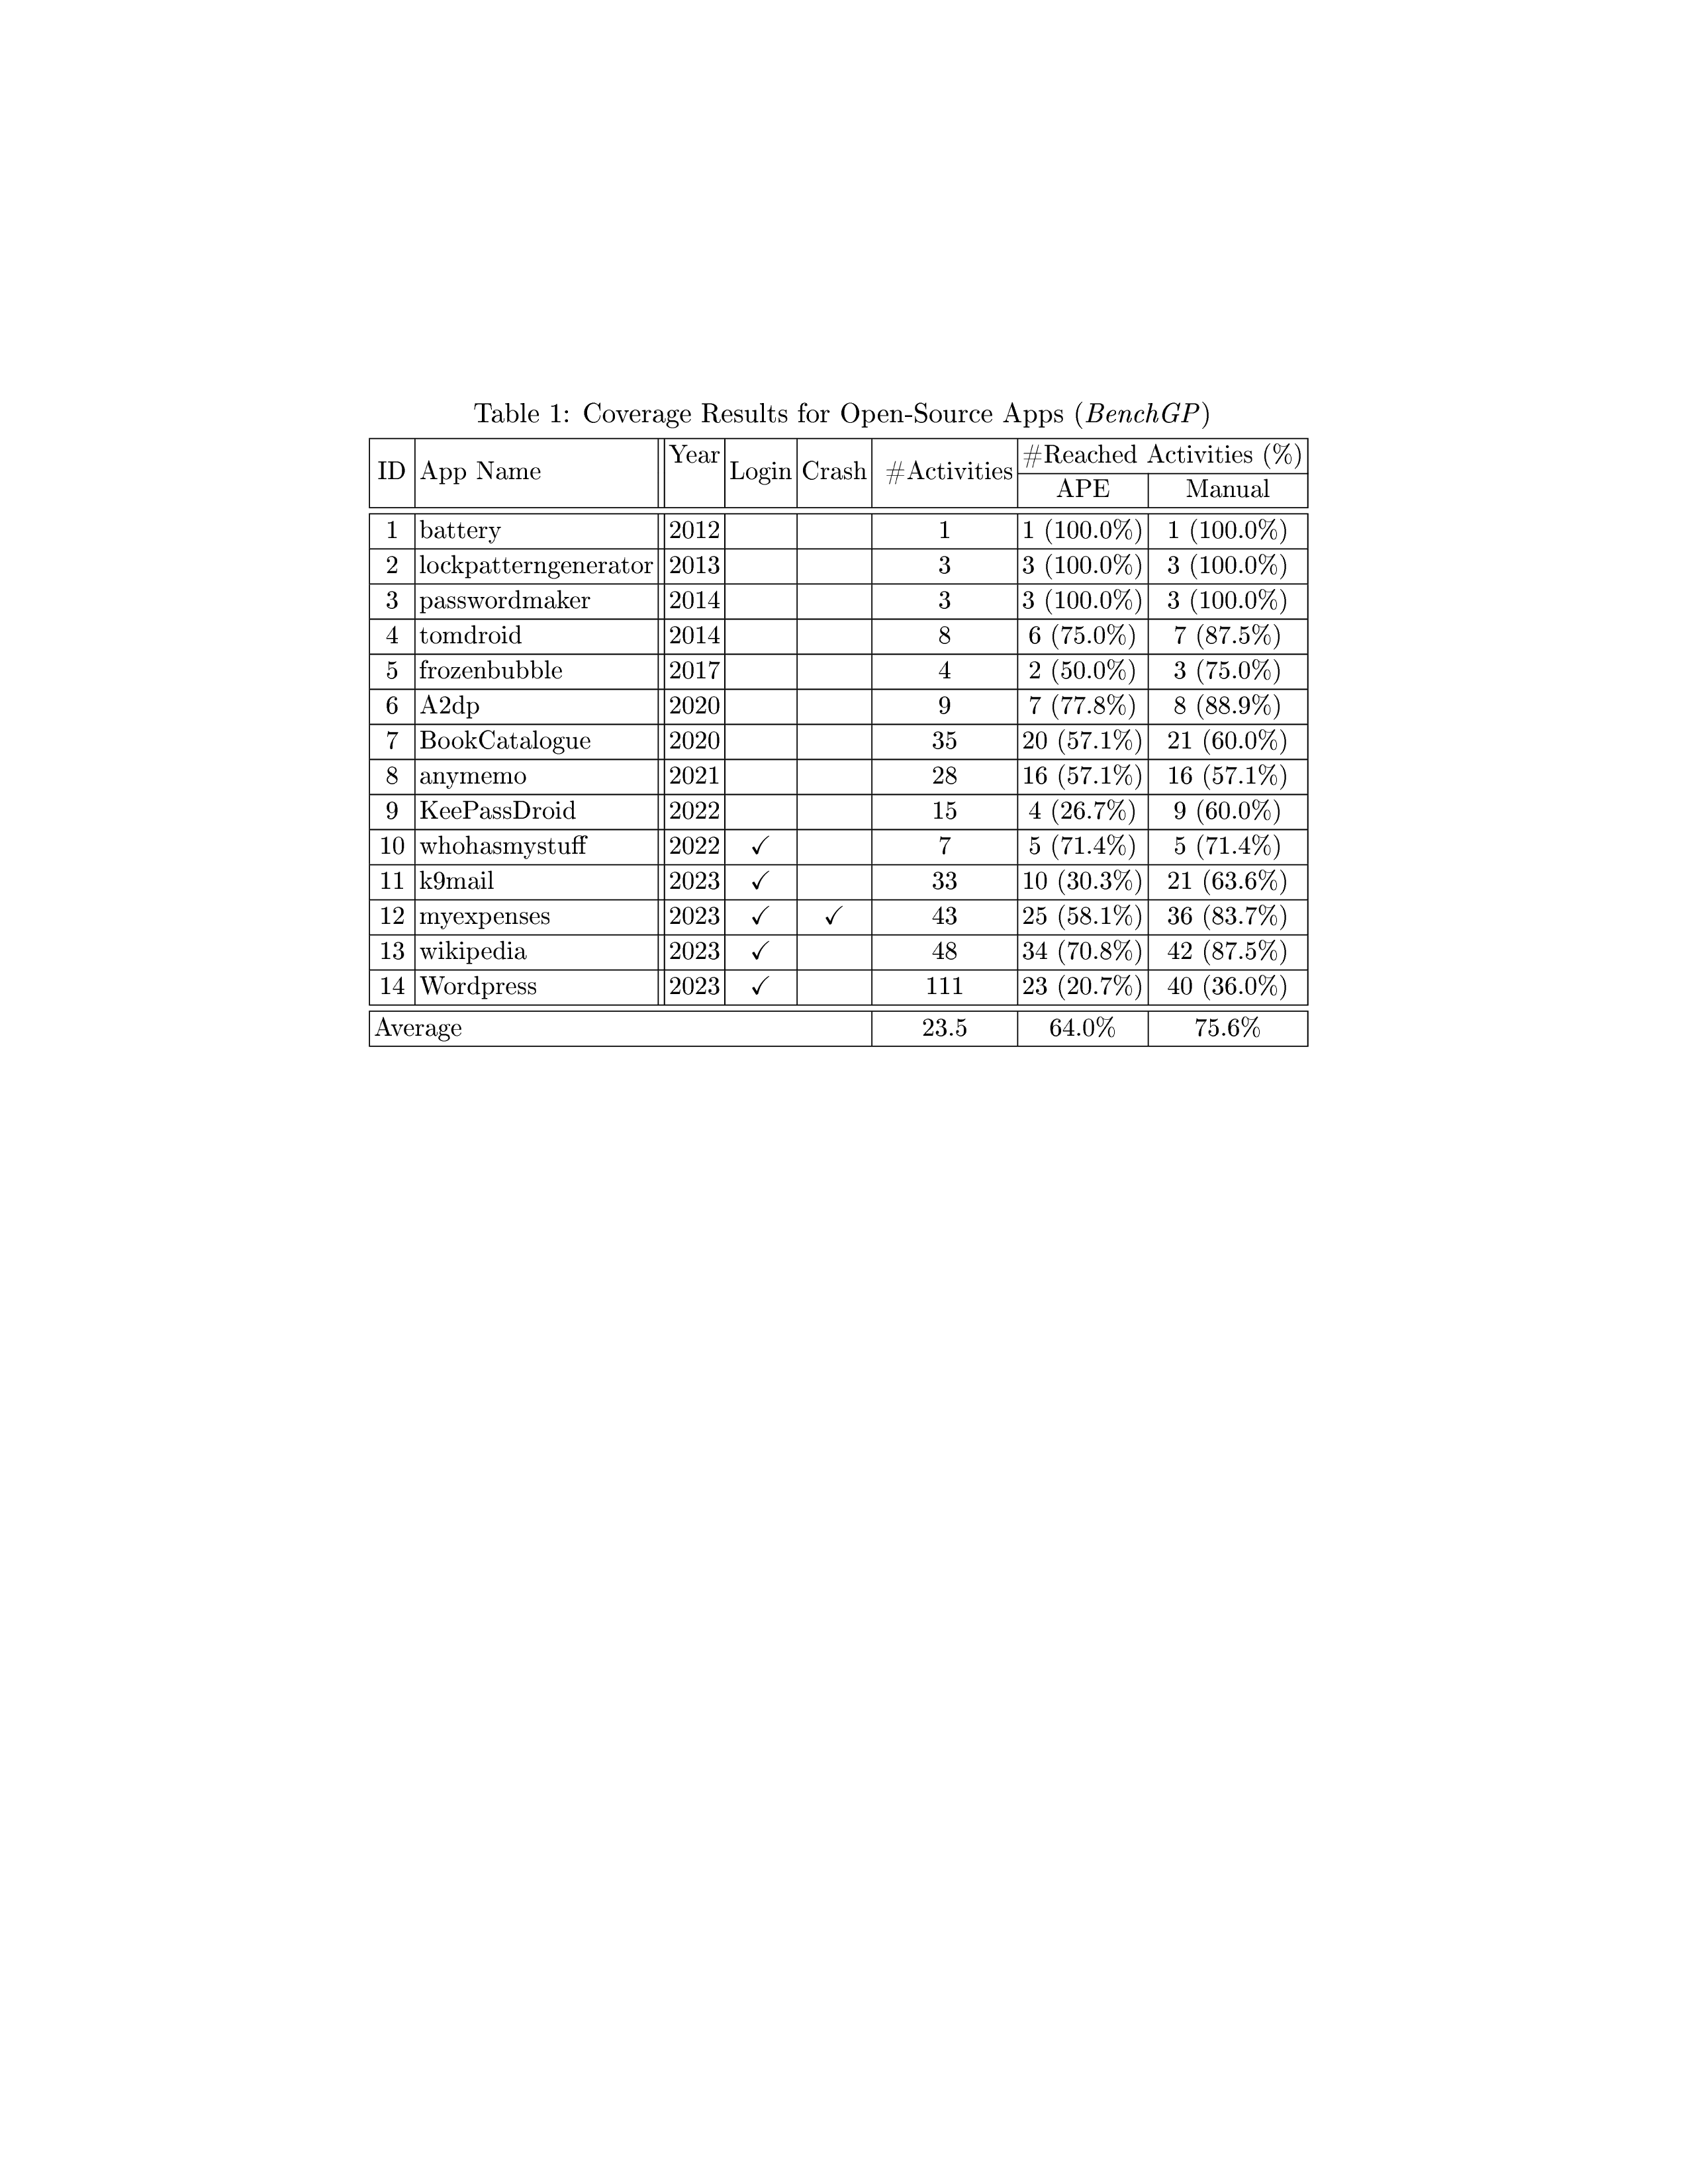 Table 1: Coverage Results for Open-Source Apps (BenchGP)
ID App Name Year Login Crash #Activities #Reached Activities (%)
APE Manual
1 battery 2012 1 1 (100.0%) 1 (100.0%)
2 lockpatterngenerator 2013 3 3 (100.0%) 3 (100.0%)
3 passwordmaker 2014 3 3 (100.0%) 3 (100.0%)
4 tomdroid 2014 8 6 (75.0%) 7 (87.5%)
5 frozenbubble 2017 4 2 (50.0%) 3 (75.0%)
6 A2dp 2020 9 7 (77.8%) 8 (88.9%)
7 BookCatalogue 2020 35 20 (57.1%) 21 (60.0%)
8 anymemo 2021 28 16 (57.1%) 16 (57.1%)
9 KeePassDroid 2022 15 4 (26.7%) 9 (60.0%)
10 whohasmystuff 2022 ✓ 7 5 (71.4%) 5 (71.4%)
11 k9mail 2023 ✓ 33 10 (30.3%) 21 (63.6%)
12 myexpenses 2023 ✓ ✓ 43 25 (58.1%) 36 (83.7%)
13 wikipedia 2023 ✓ 48 34 (70.8%) 42 (87.5%)
14 Wordpress 2023 ✓ 111 23 (20.7%) 40 (36.0%)
Average 23.5 64.0% 75.6%